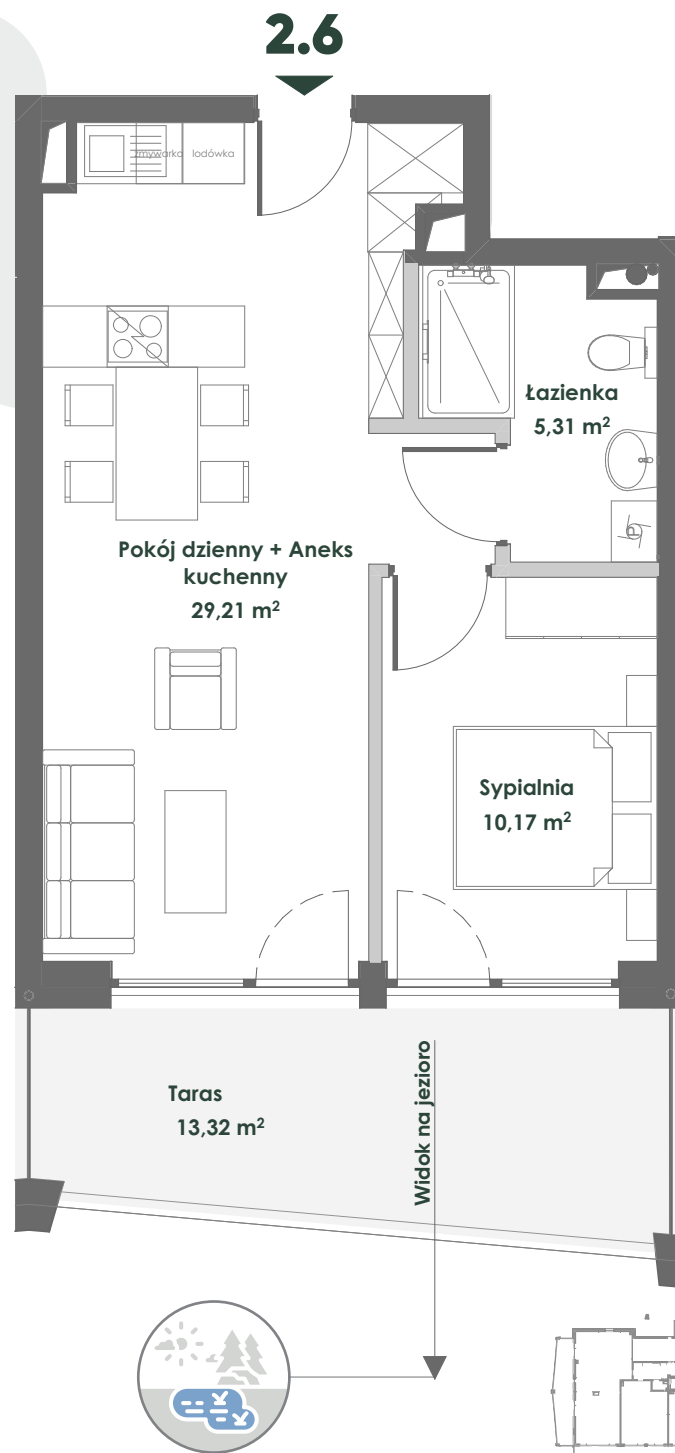 2.6
zmywarka lodówka
Łazienka
5,31 m²
Pokój dzienny + Aneks
kuchenny
29,21 m²
Sypialnia
10,17 m²
Taras
13,32 m²
Widok na jezioro